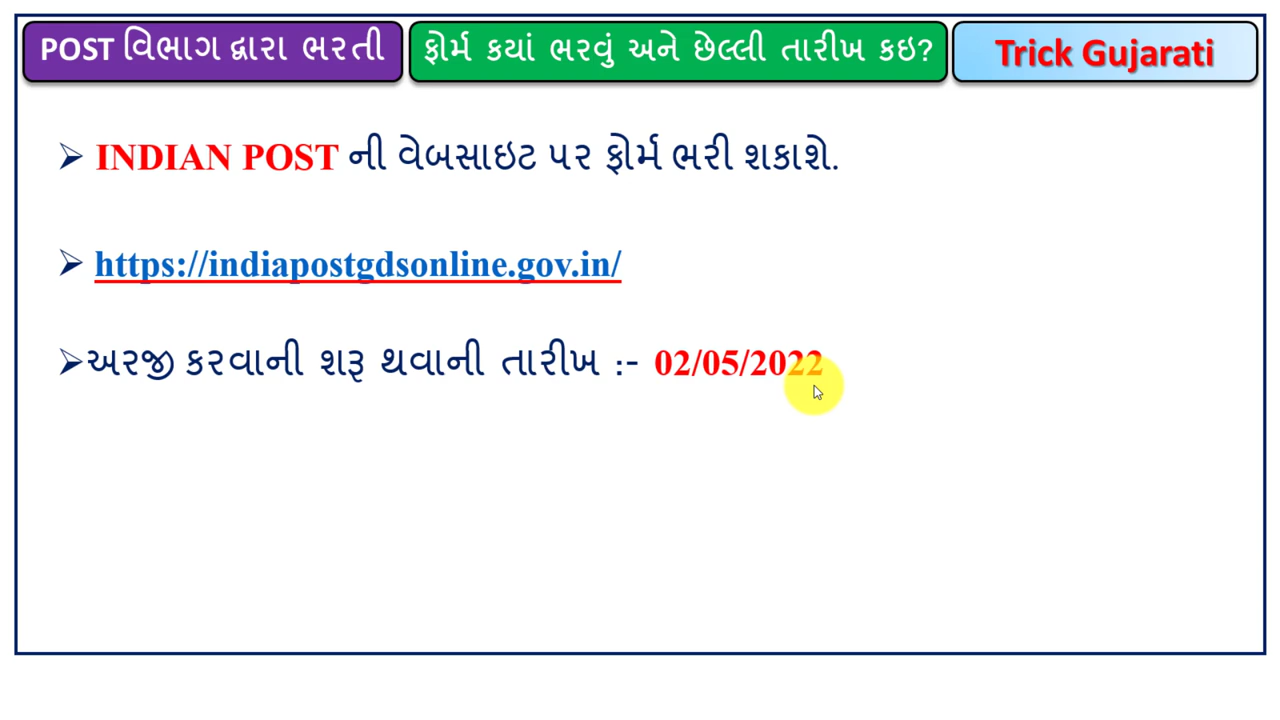 POST વિભાગ દ્વારા ભરતી
ફોર્મ કયાં ભરવું અને છેલ્લી તારીખ કઇ?
Trick Gujarati
➢ INDIAN POST ની વેબસાઇટ પર ફોર્મ ભરી શકાશે.
➢ https://indiapostgdsonline.gov.in/
➢ અરજી કરવાની શરૂ થવાની તારીખ :- 02/05/2022